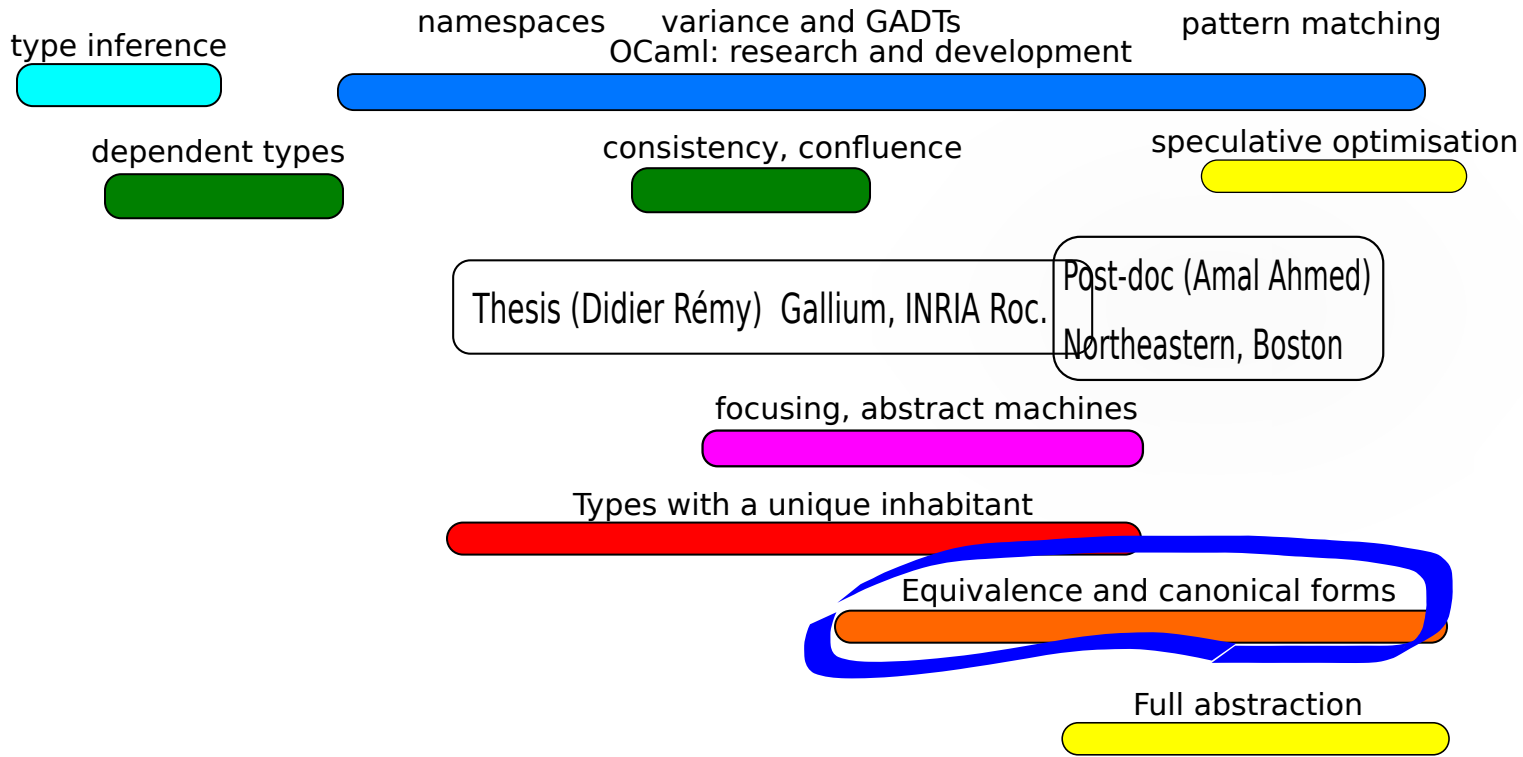 namespaces variance and GADTs pattern matching
type inference OCaml: research and development
dependent types consistency, confluence speculative optimisation
Post-doc (Amal Ahmed)
Thesis (Didier Rémy) Gallium, INRIA Roc.
Northeastern, Boston
focusing, abstract machines
Types with a unique inhabitant
Equivalence and canonical forms
Full abstraction